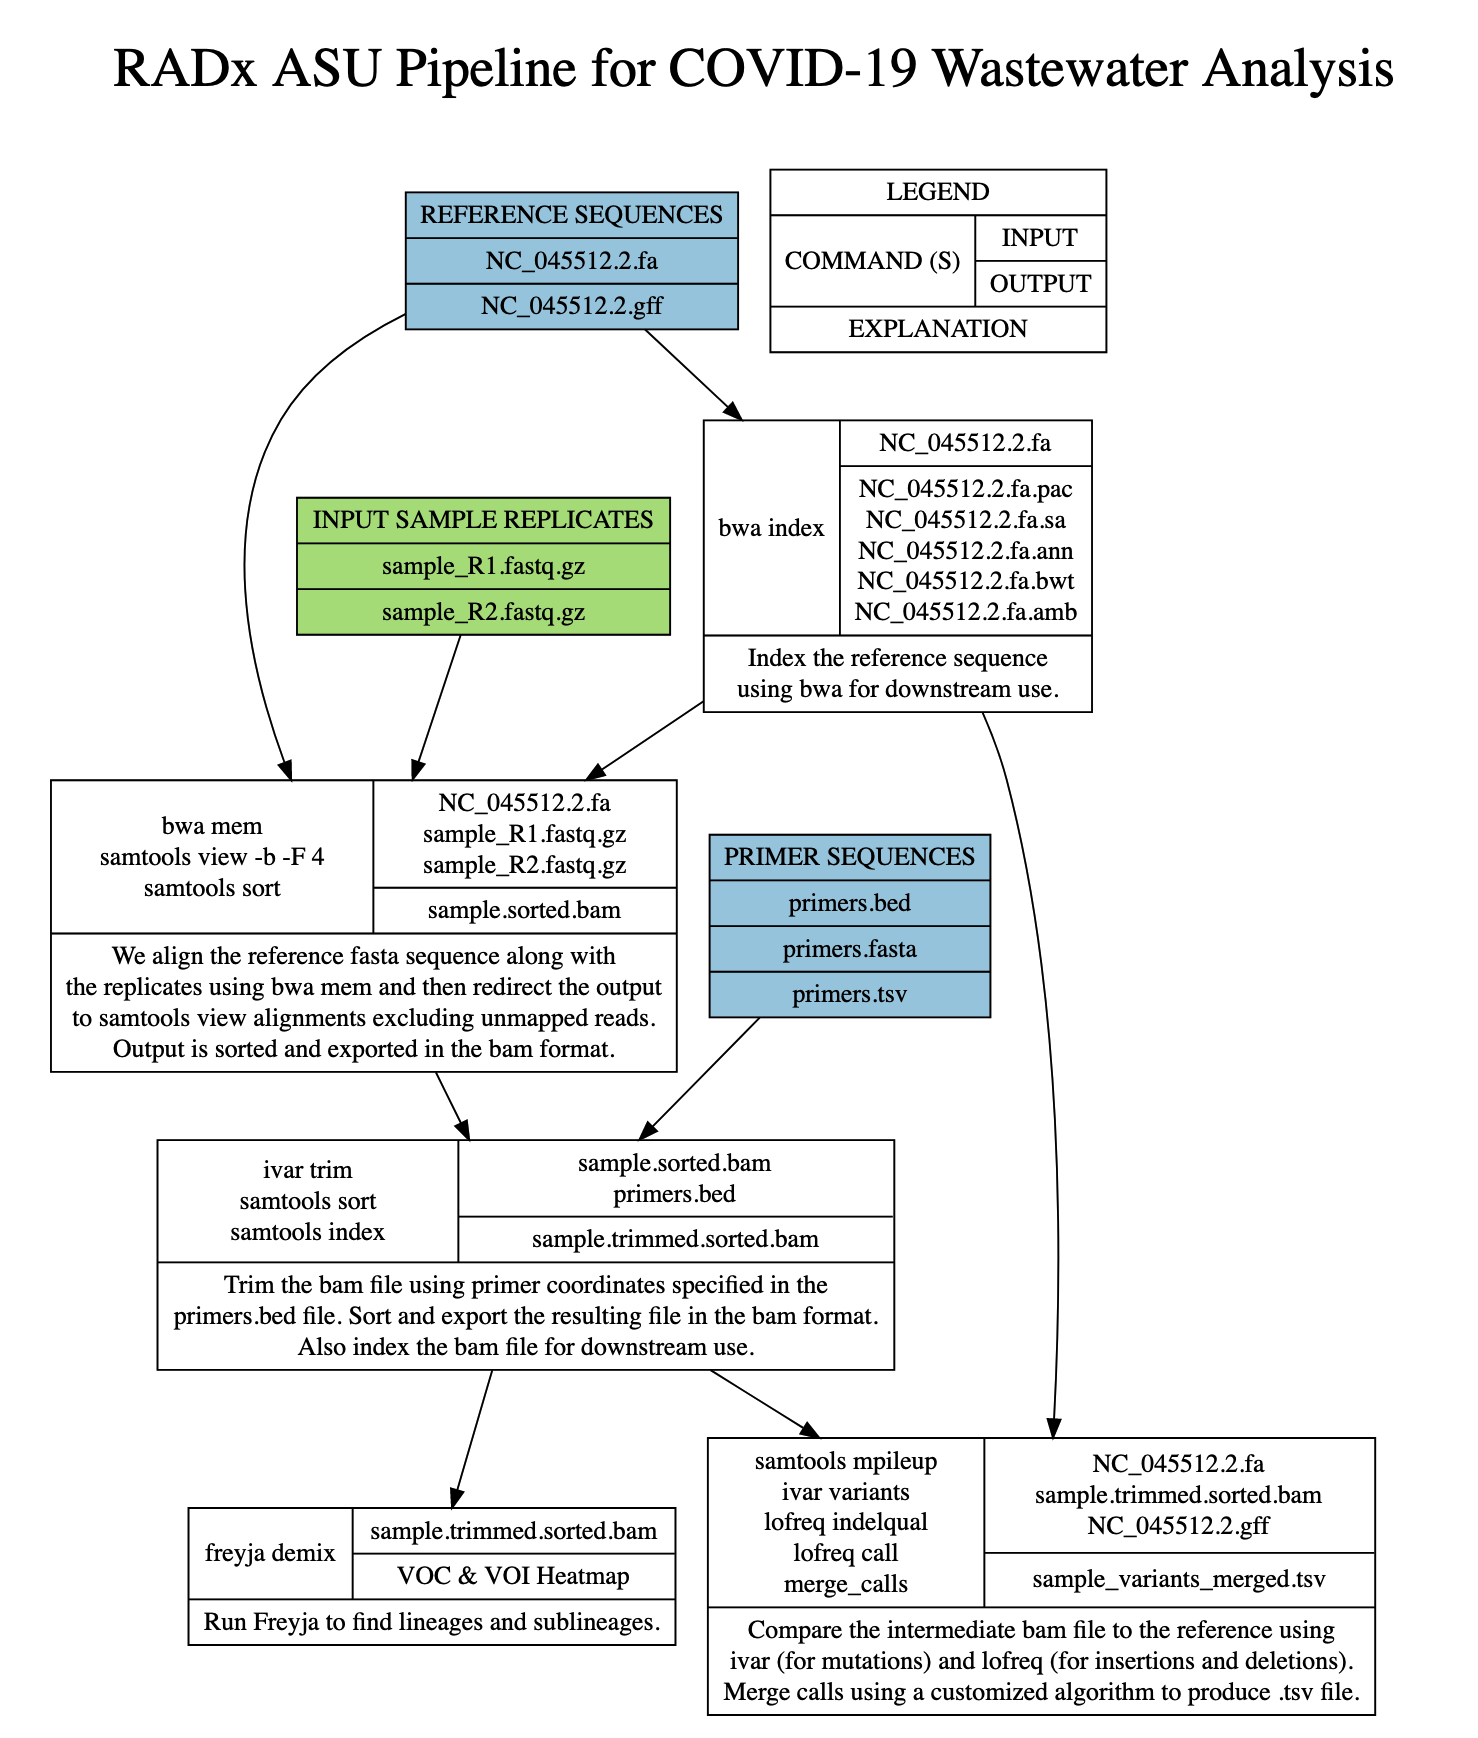 RADx ASU Pipeline for COVID-19 Wastewater Analysis
REFERENCE SEQUENCES
NC_045512.2.fa
NC_045512.2.gff
LEGEND
COMMAND (S)
INPUT
OUTPUT
EXPLANATION
bwa index
NC_045512.2.fa
NC_045512.2.fa.pac
NC_045512.2.fa.sa
NC_045512.2.fa.ann
NC_045512.2.fa.bwt
NC_045512.2.fa.amb
Index the reference sequence
using bwa for downstream use.
INPUT SAMPLE REPLICATES
sample_R1.fastq.gz
sample_R2.fastq.gz
bwa mem
samtools view -b -F 4
samtools sort
NC_045512.2.fa
sample_R1.fastq.gz
sample_R2.fastq.gz
sample.sorted.bam
We align the reference fasta sequence along with
the replicates using bwa mem and then redirect the output
to samtools view alignments excluding unmapped reads.
Output is sorted and exported in the bam format.
PRIMER SEQUENCES
primers.bed
primers.fasta
primers.tsv
ivar trim
samtools sort
samtools index
sample.sorted.bam
primers.bed
sample.trimmed.sorted.bam
Trim the bam file using primer coordinates specified in the
primers.bed file. Sort and export the resulting file in the bam format.
Also index the bam file for downstream use.
freyja demix
sample.trimmed.sorted.bam
VOC & VOI Heatmap
Run Freyja to find lineages and sublineages.
samtools mpileup
ivar variants
lofreq indelqual
lofreq call
merge_calls
NC_045512.2.fa
sample.trimmed.sorted.bam
NC_045512.2.gff
sample_variants_merged.tsv
Compare the intermediate bam file to the reference using
ivar (for mutations) and lofreq (for insertions and deletions).
Merge calls using a customized algorithm to produce .tsv file.